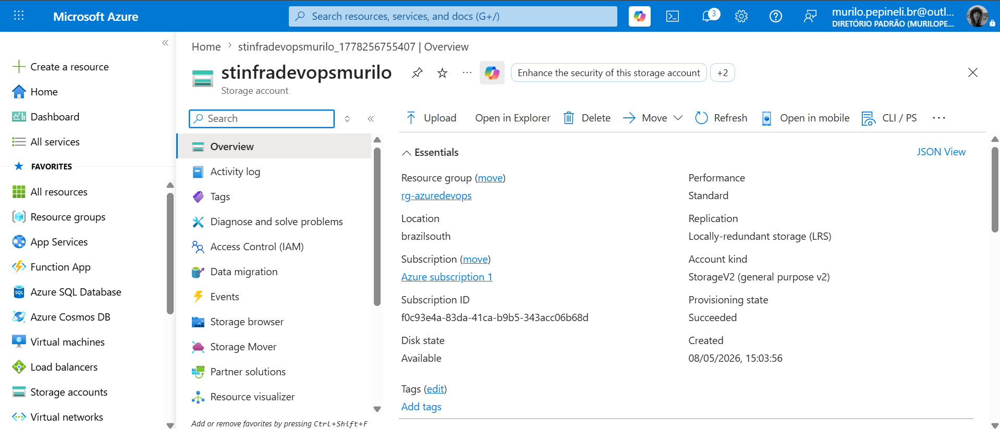 Microsoft Azure
Search resources, services, and docs (G+/)
3
murilo.pepineli.br@outl...
DIRETÓRIO PADRÃO (MURILOPE...
Create a resource
Home
Dashboard
All services
FAVORITES
All resources
Resource groups
App Services
Function App
SQL
Azure SQL Database
Azure Cosmos DB
Virtual machines
Load balancers
Storage accounts
Virtual networks
Home > stinfradevopsmurilo_1778256755407 | Overview
stinfradevopsmurilo
Storage account
Enhance the security of this storage account
+2
Search
Overview
Activity log
Tags
Diagnose and solve problems
Access Control (IAM)
Data migration
Events
Storage browser
Storage Mover
Partner solutions
Resource visualizer
Add or remove favorites by pressing Ctrl+Shift+F
Upload Open in Explorer Delete Move Refresh Open in mobile CLI / PS ...
Essentials
JSON View
Resource group (move)
rg-azuredevops
Location
brazilsouth
Subscription (move)
Azure subscription 1
Subscription ID
f0c93e4a-83da-41ca-b9b5-343acc06b68d
Disk state
Available
Tags (edit)
Add tags
Performance
Standard
Replication
Locally-redundant storage (LRS)
Account kind
StorageV2 (general purpose v2)
Provisioning state
Succeeded
Created
08/05/2026, 15:03:56